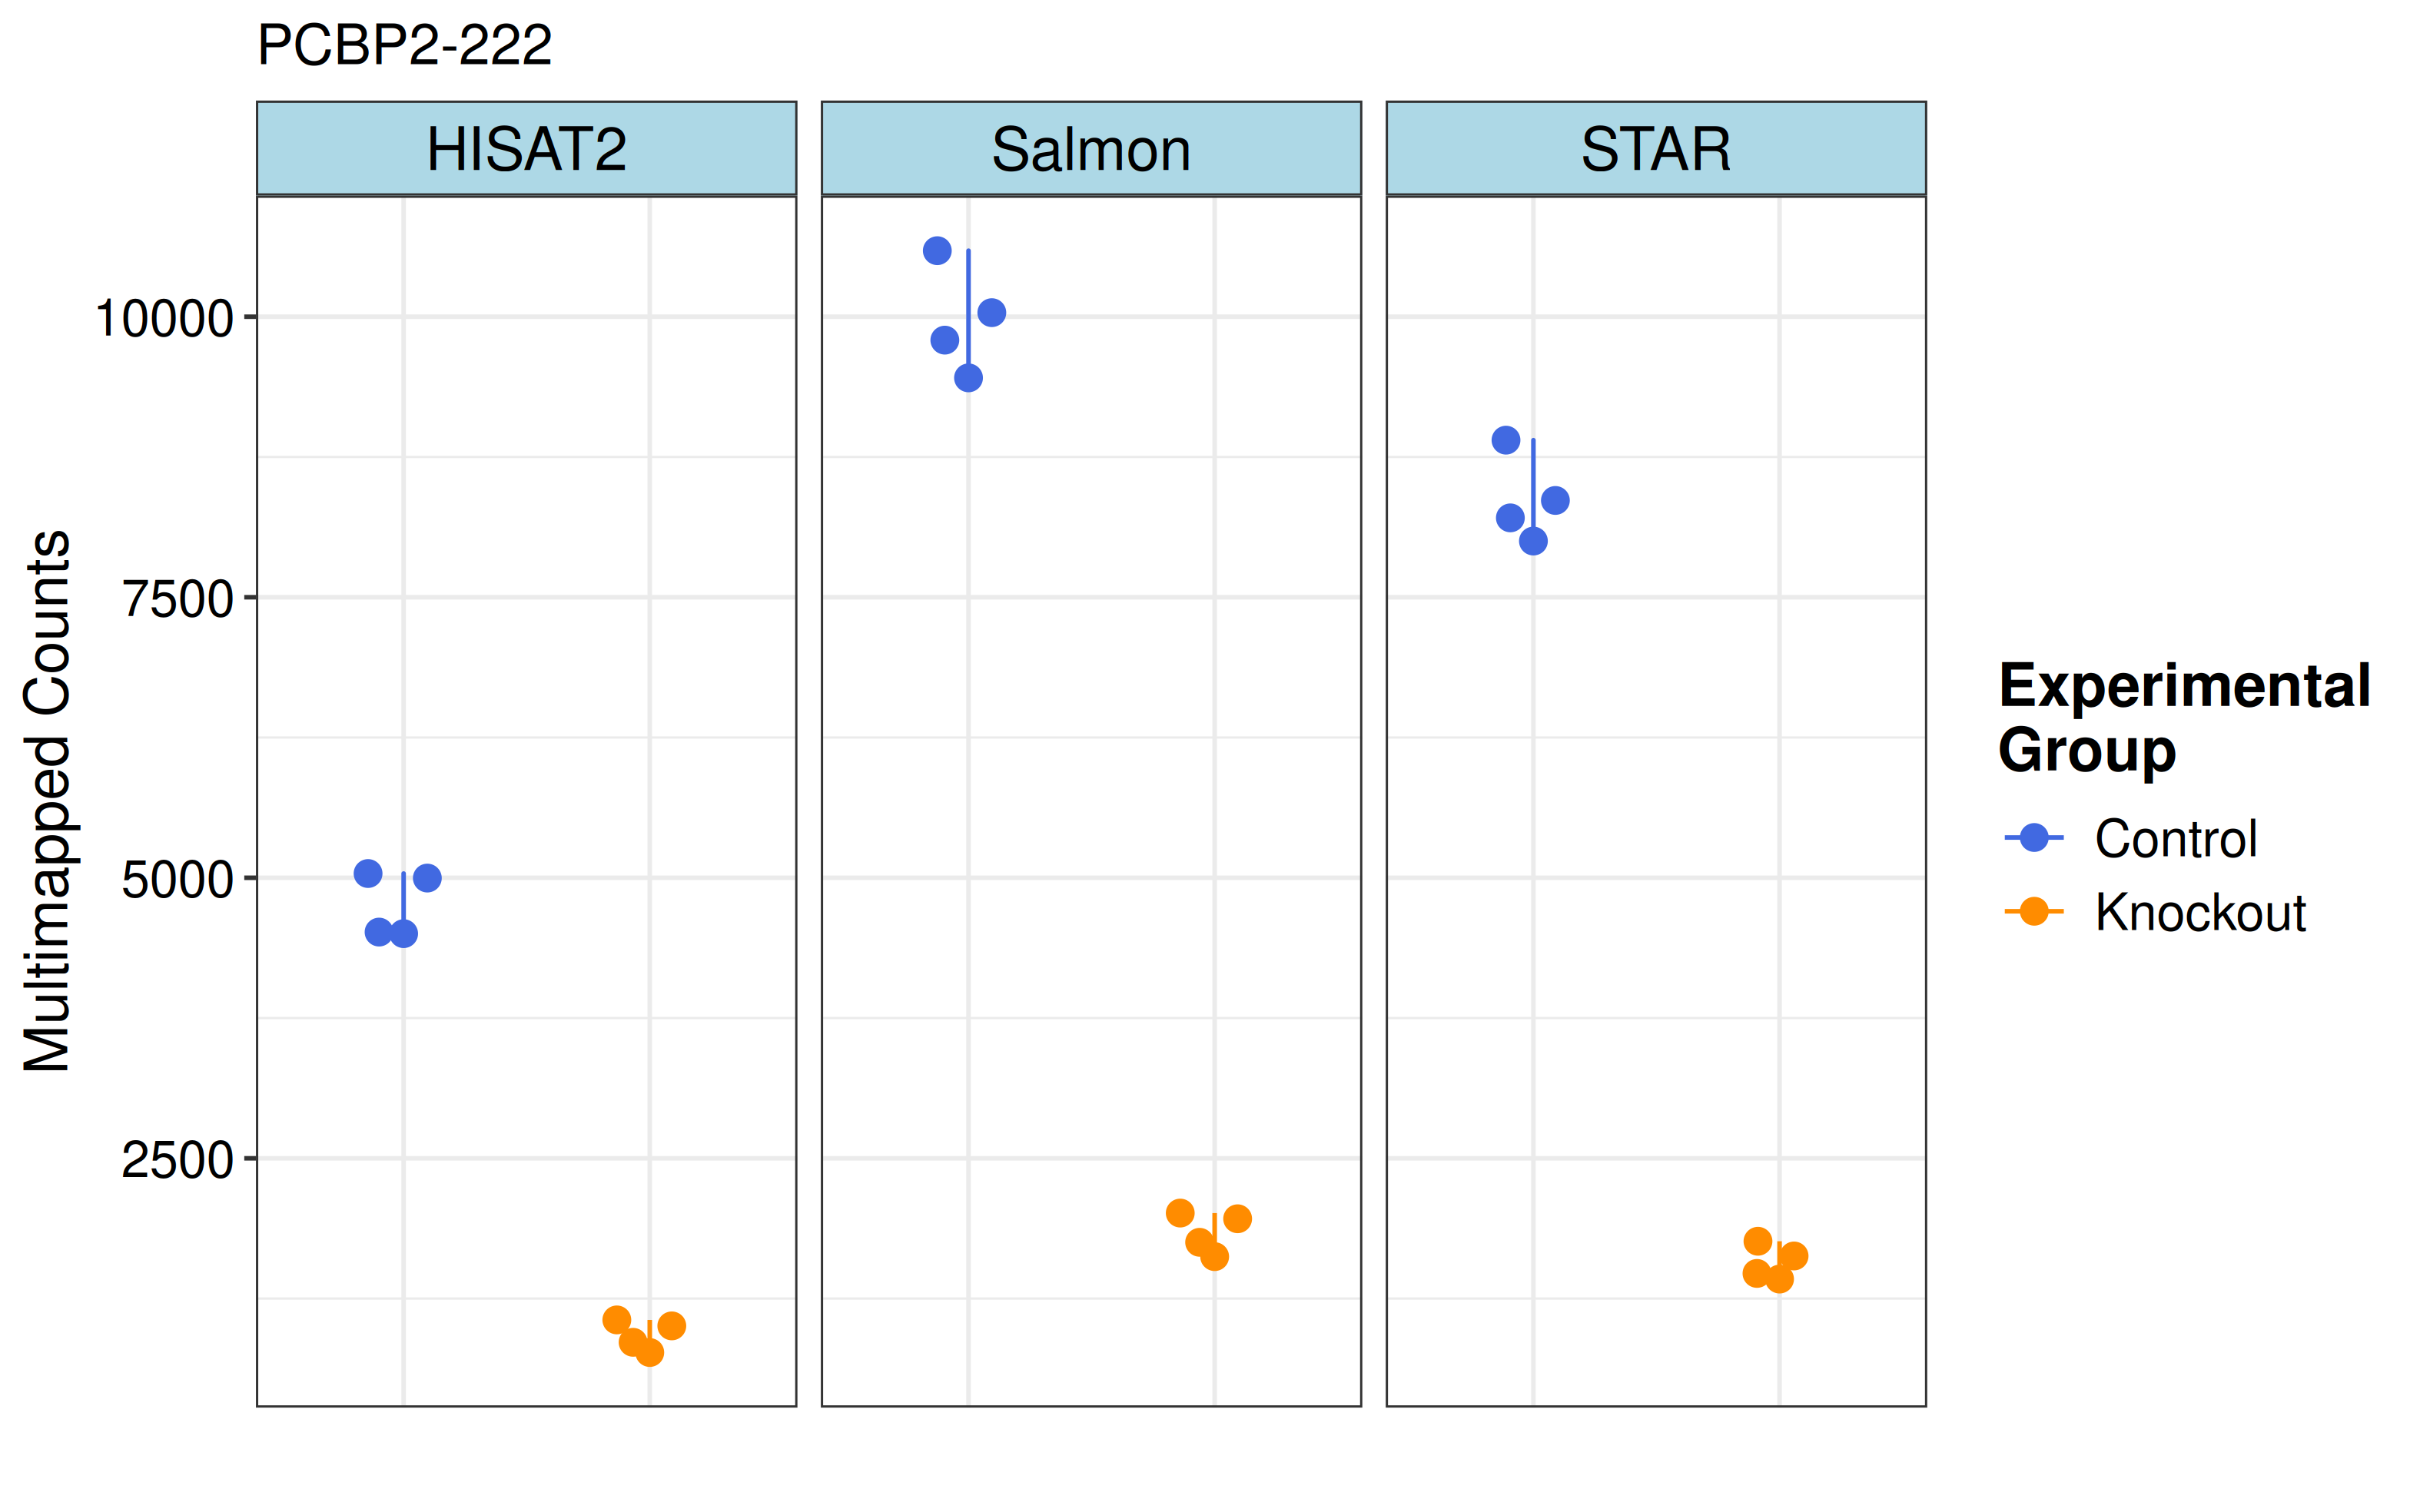 PCBP2-222
HISAT2
Salmon
STAR
10000
7500
5000
2500
Multimapped Counts
Experimental
Group
Control
Knockout